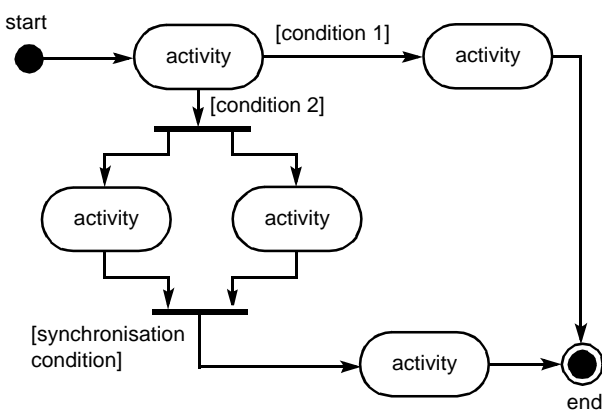 start
activity
[condition 1]
activity
[condition 2]
activity
activity
[synchronisation
condition]
activity
end